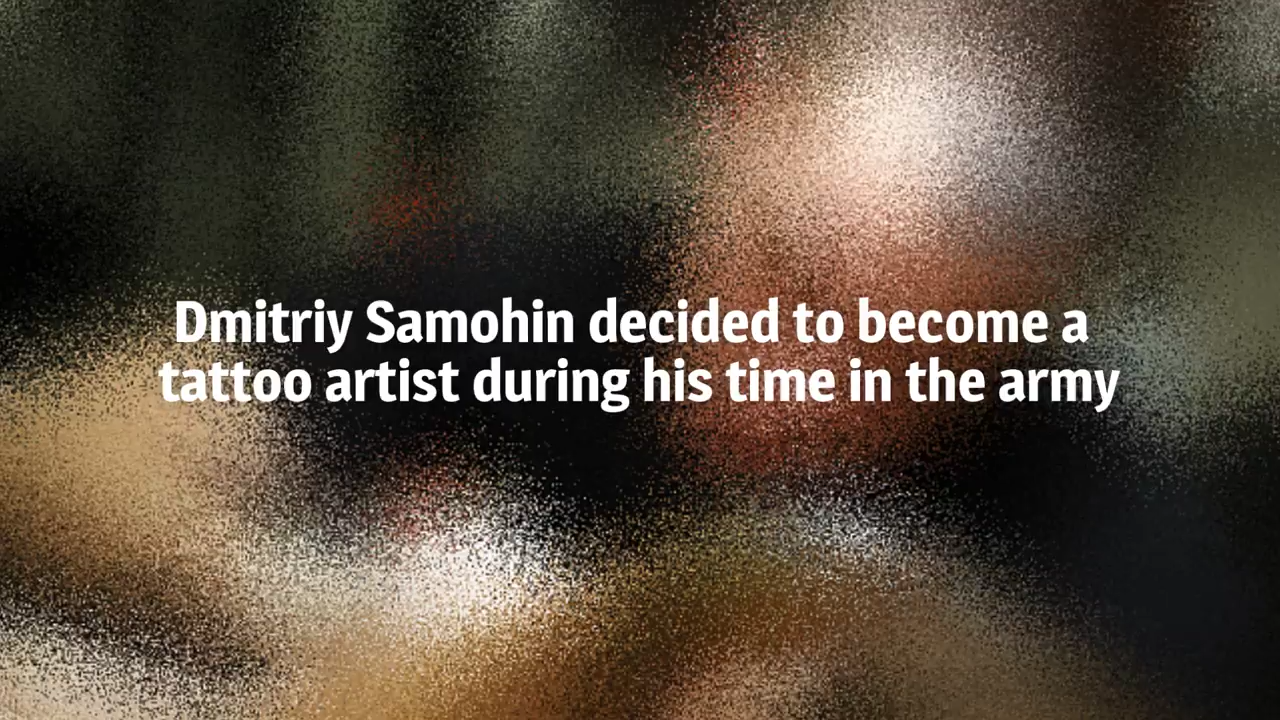 Dmitriy Samohin decided to become a
tattoo artist during his time in the army